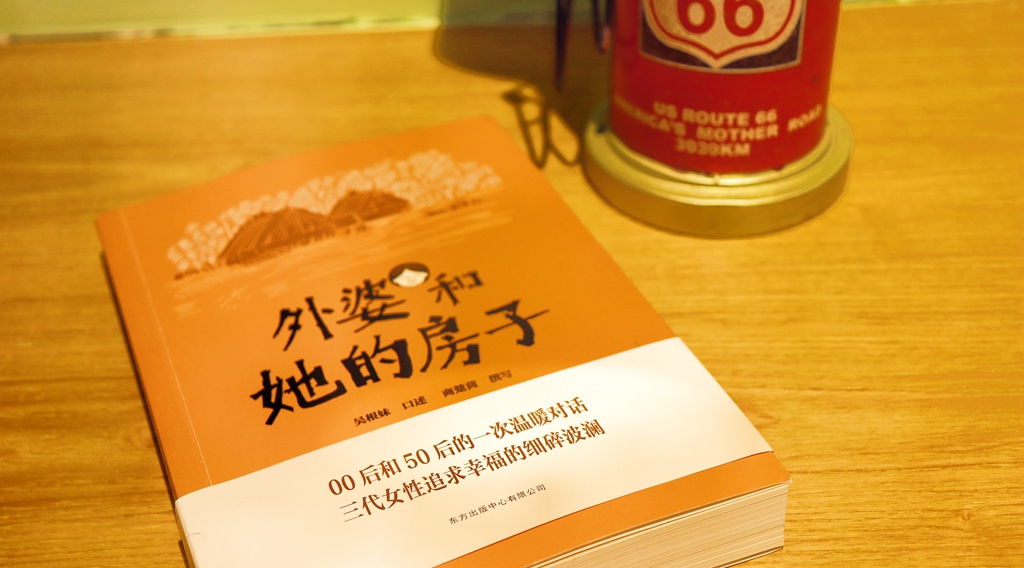 66
US ROUTE 66
AMERICA'S MOTHER ROAD
3939KM
外婆和
她的房子
吴根妹 口述 商楚苘 撰写
00后和50后的一次温暖对话
三代女性追求幸福的细碎波澜
东方出版中心有限公司